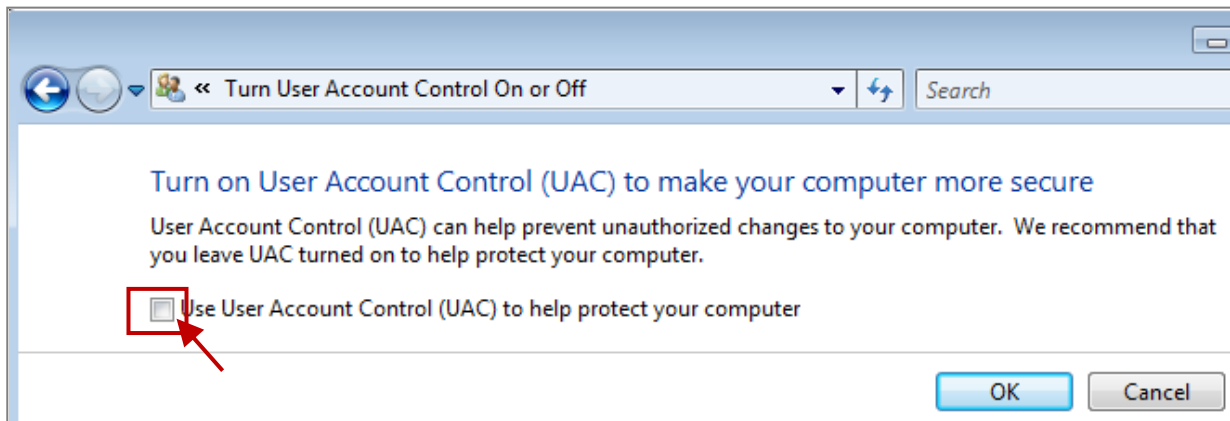 « Turn User Account Control On or Off
Search
Turn on User Account Control (UAC) to make your computer more secure
User Account Control (UAC) can help prevent unauthorized changes to your computer. We recommend that
you leave UAC turned on to help protect your computer.
Use User Account Control (UAC) to help protect your computer
OK
Cancel